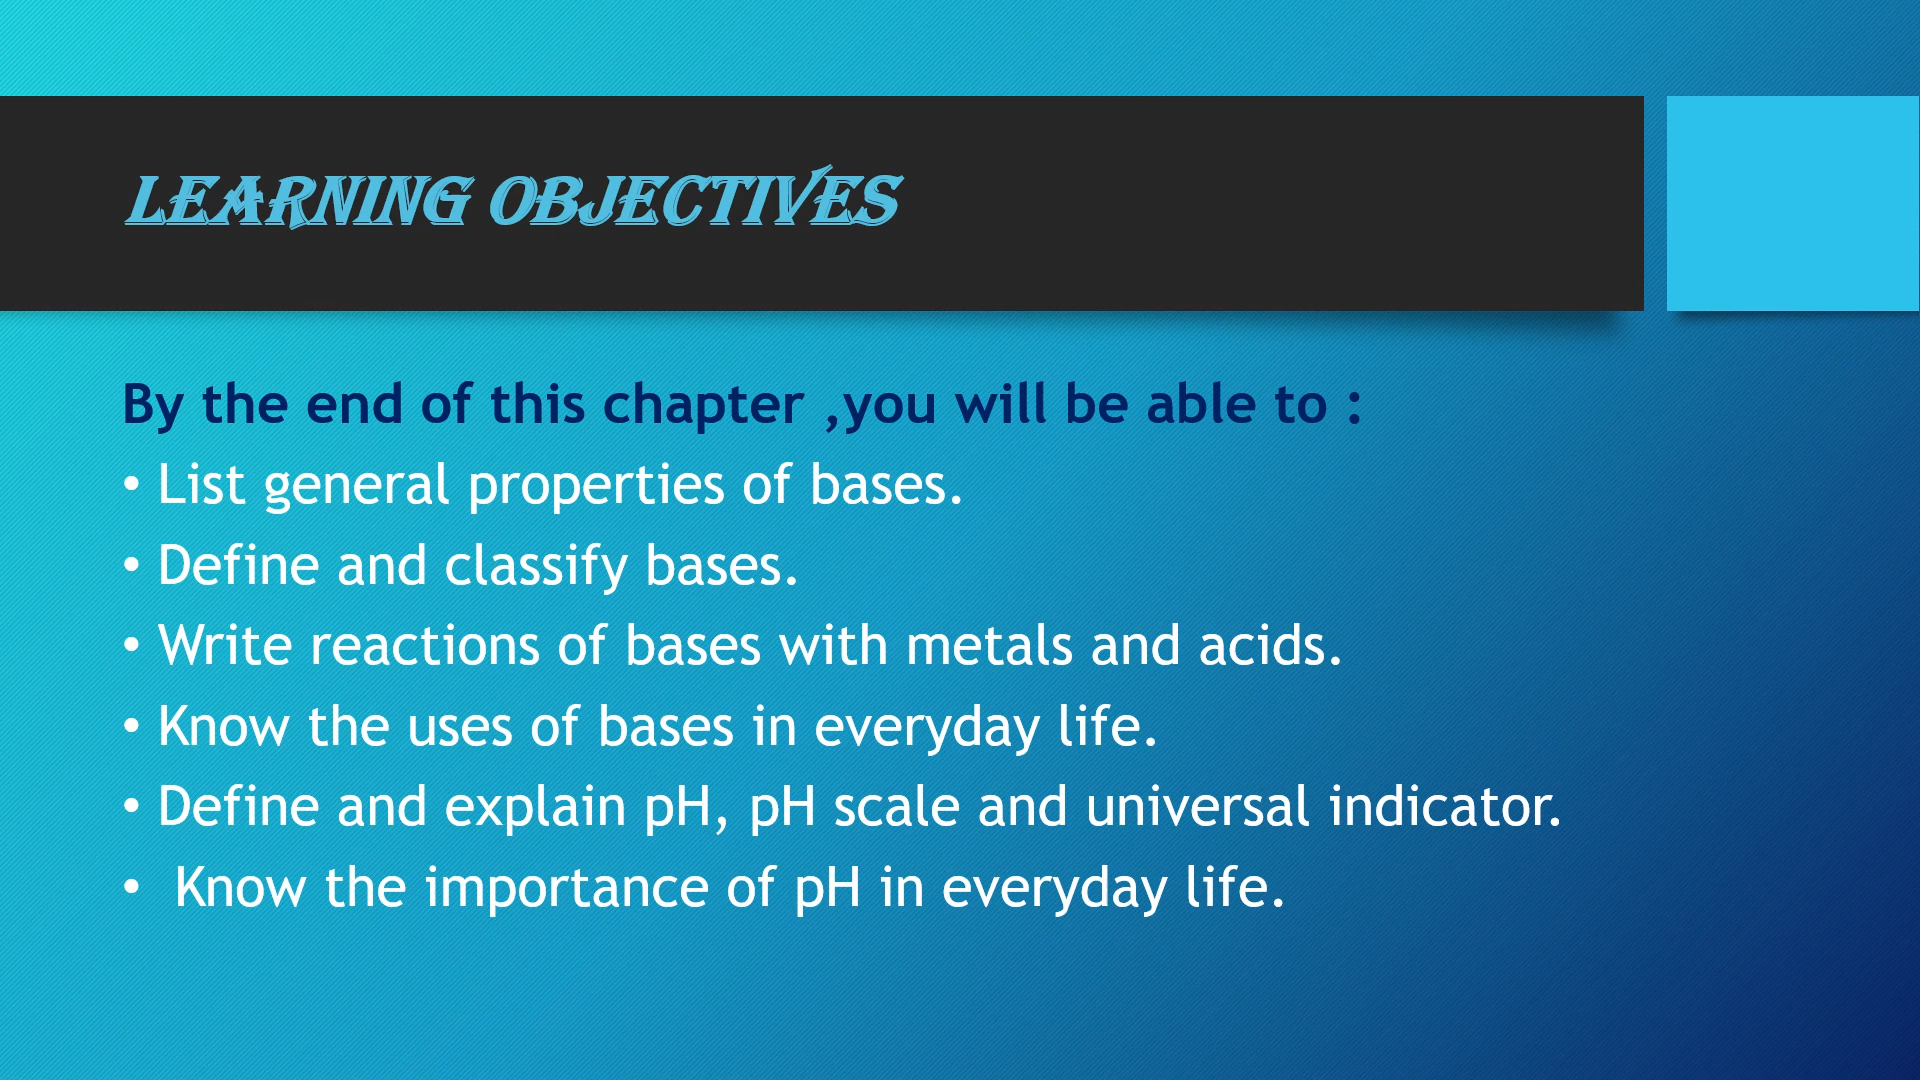 LEARNING OBJECTIVES
By the end of this chapter ,you will be able to :
• List general properties of bases.
• Define and classify bases.
• Write reactions of bases with metals and acids.
• Know the uses of bases in everyday life.
• Define and explain pH, pH scale and universal indicator.
• Know the importance of pH in everyday life.